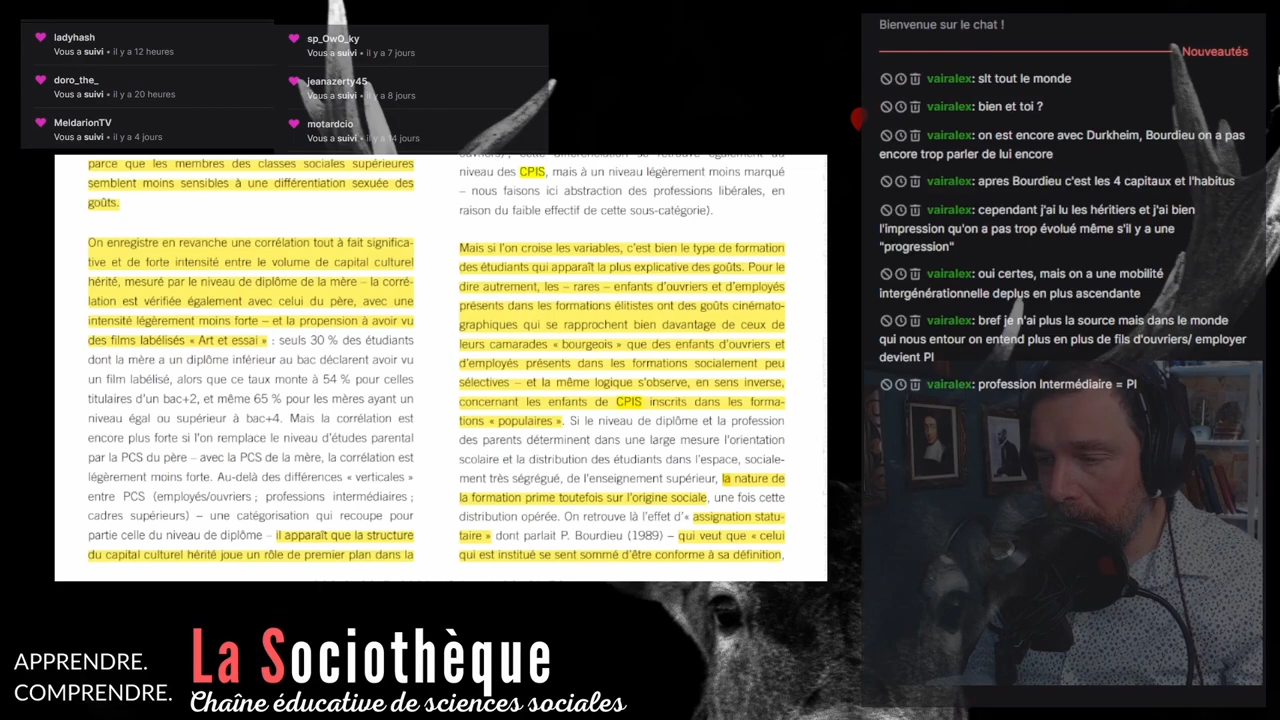 ladyhash
Vous a suivi • il y a 12 heures
doro_the_
Vous a suivi • il y a 20 heures
MeldarionTV
Vous a suivi • il y a 4 jours
sp_OwO_ky
Vous a suivi • il y a 7 jours
jeanazerty45
Vous a suivi • il y a 8 jours
motardcio
Vous a suivi • il y a 14 jours
parce que les membres des classes sociales supérieures
semblent moins sensibles à une différentiation sexuée des
goûts.
On enregistre en revanche une corrélation tout à fait significa-
tive et de forte intensité entre le volume de capital culturel
hérité, mesuré par le niveau de diplôme de la mère – la corré-
lation est vérifiée également avec celui du père, avec une
intensité légèrement moins forte – et la propension à avoir vu
des films labélisés « Art et essai » : seuls 30 % des étudiants
dont la mère a un diplôme inférieur au bac déclarent avoir vu
un film labélisé, alors que ce taux monte à 54 % pour celles
titulaires d'un bac+2, et même 65 % pour les mères ayant un
niveau égal ou supérieur à bac+4. Mais la corrélation est
encore plus forte si l'on remplace le niveau d'études parental
par la PCS du père – avec la PCS de la mère, la corrélation est
légèrement moins forte. Au-delà des différences « verticales »
entre PCS (employés/ouvriers ; professions intermédiaires ;
cadres supérieurs) – une catégorisation qui recoupe pour
partie celle du niveau de diplôme – il apparaît que la structure
du capital culturel hérité joue un rôle de premier plan dans la
ouvriers) ; cette différenciation se retrouve également au
niveau des CPIS, mais à un niveau légèrement moins marqué
– nous faisons ici abstraction des professions libérales, en
raison du faible effectif de cette sous-catégorie).
Mais si l'on croise les variables, c'est bien le type de formation
des étudiants qui apparaît la plus explicative des goûts. Pour le
dire autrement, les – rares – enfants d'ouvriers et d'employés
présents dans les formations élitistes ont des goûts cinémato-
graphiques qui se rapprochent bien davantage de ceux de
leurs camarades « bourgeois » que des enfants d'ouvriers et
d'employés présents dans les formations socialement peu
sélectives – et la même logique s'observe, en sens inverse,
concernant les enfants de CPIS inscrits dans les forma-
tions « populaires ». Si le niveau de diplôme et la profession
des parents déterminent dans une large mesure l'orientation
scolaire et la distribution des étudiants dans l'espace, sociale-
ment très ségrégué, de l'enseignement supérieur, la nature de
la formation prime toutefois sur l'origine sociale, une fois cette
distribution opérée. On retrouve là l'effet d'« assignation statu-
taire » dont parlait P. Bourdieu (1989) – qui veut que « celui
qui est institué se sent sommé d'être conforme à sa définition,
Bienvenue sur le chat !
Nouveautés
vairalex: slt tout le monde
vairalex: bien et toi ?
vairalex: on est encore avec Durkheim, Bourdieu on a pas
encore trop parler de lui encore
vairalex: apres Bourdieu c'est les 4 capitaux et l'habitus
vairalex: cependant j'ai lu les héritiers et j'ai bien
l'impression qu'on a pas trop évolué même s'il y a une
"progression"
vairalex: oui certes, mais on a une mobilité
intergénérationnelle deplus en plus ascendante
vairalex: bref je n'ai plus la source mais dans le monde
qui nous entour on entend plus en plus de fils d'ouvriers/ employer
devient PI
vairalex: profession Intermédiaire = PI
APPRENDRE.
COMPRENDRE.
La Sociothèque
Chaîne éducative de sciences sociales